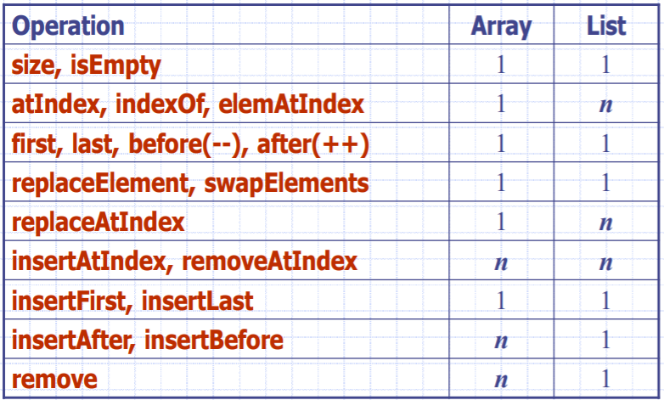 Operation Array List
size, isEmpty 1 1
atIndex, indexOf, elemAtIndex 1 n
first, last, before(--), after(++) 1 1
replaceElement, swapElements 1 1
replaceAtIndex 1 n
insertAtIndex, removeAtIndex n n
insertFirst, insertLast 1 1
insertAfter, insertBefore n 1
remove n 1